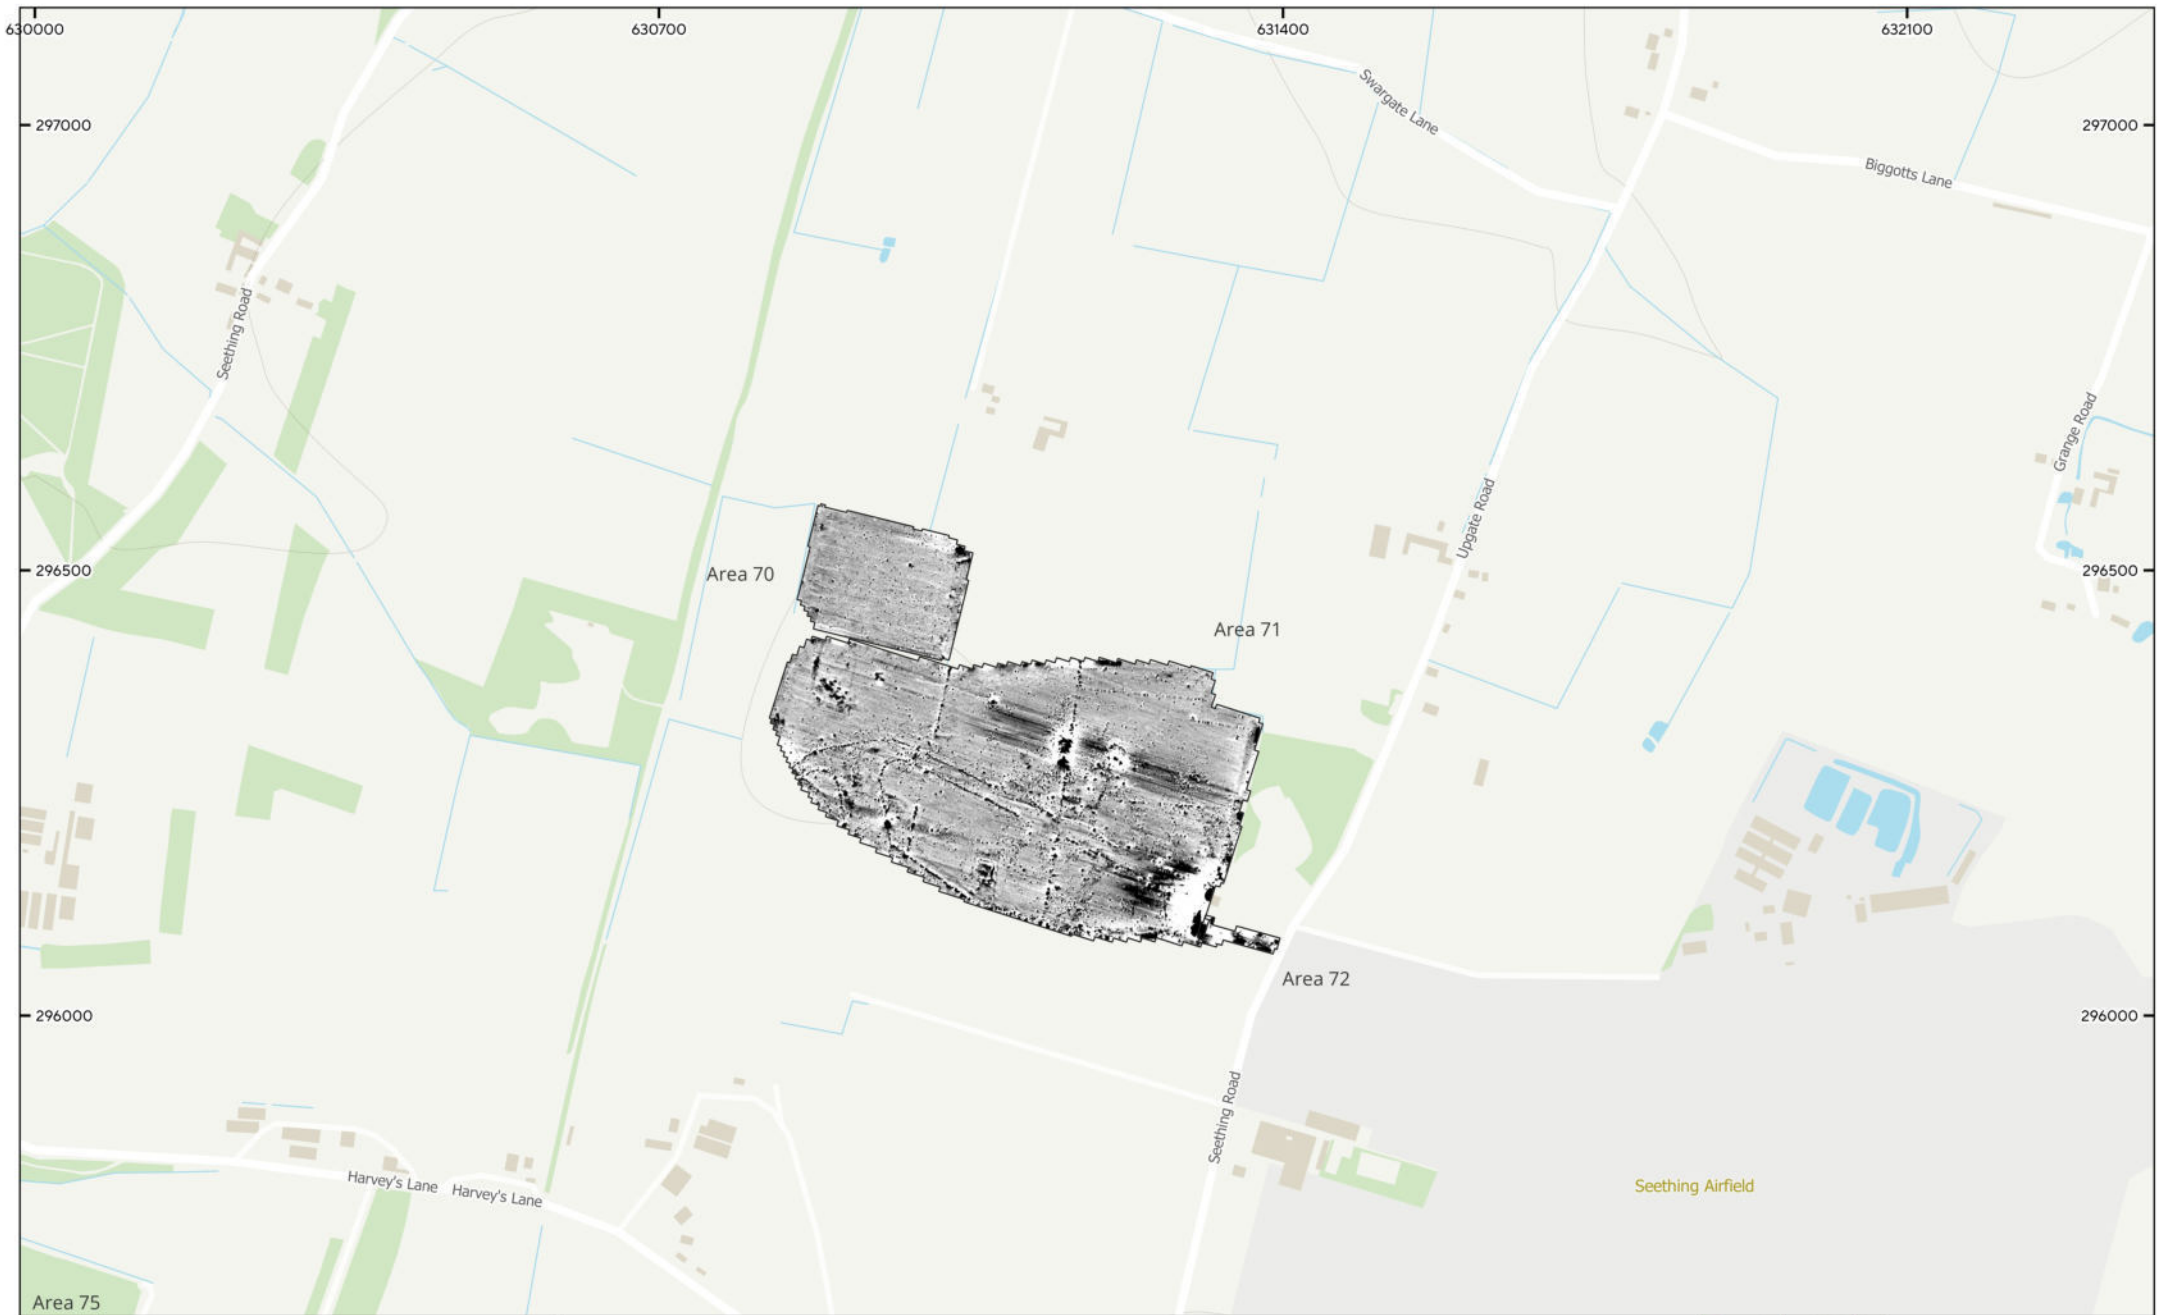 630000
630700
631400
632100
297000
297000
Swargate Lane
Biggotts Lane
Seething Road
Grange Road
Upgate Road
296500
Area 70
296500
Area 71
Area 72
296000
296000
Seething Road
Harvey's Lane
Harvey's Lane
Seething Airfield
Area 75